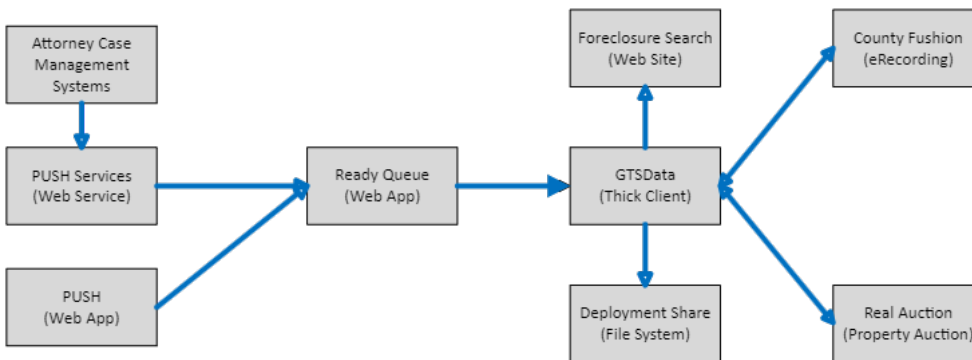 Attorney Case
Management
Systems
PUSH Services
(Web Service)
PUSH
(Web App)
Ready Queue
(Web App)
Foreclosure Search
(Web Site)
GTSData
(Thick Client)
Deployment Share
(File System)
County Fushion
(eRecording)
Real Auction
(Property Auction)